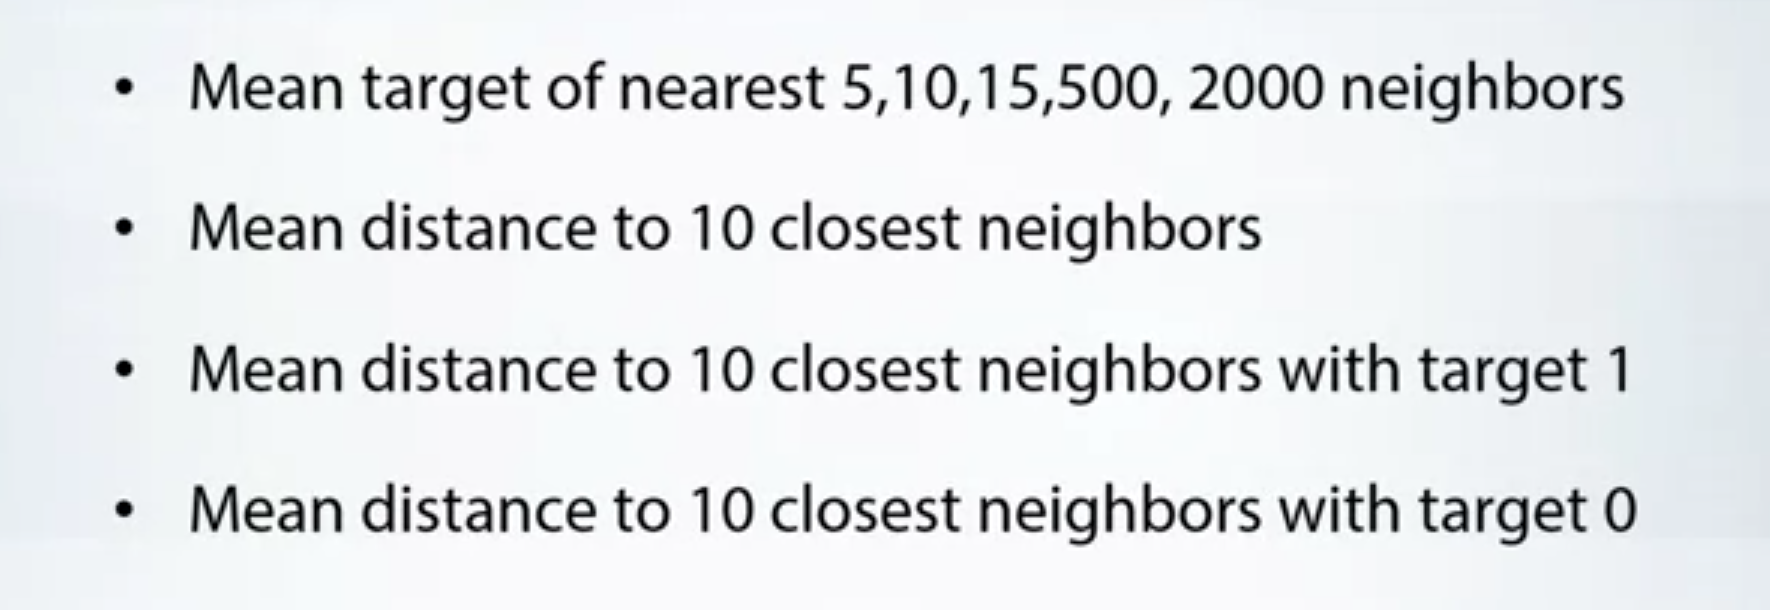 • Mean target of nearest 5,10,15,500, 2000 neighbors
• Mean distance to 10 closest neighbors
• Mean distance to 10 closest neighbors with target 1
• Mean distance to 10 closest neighbors with target 0